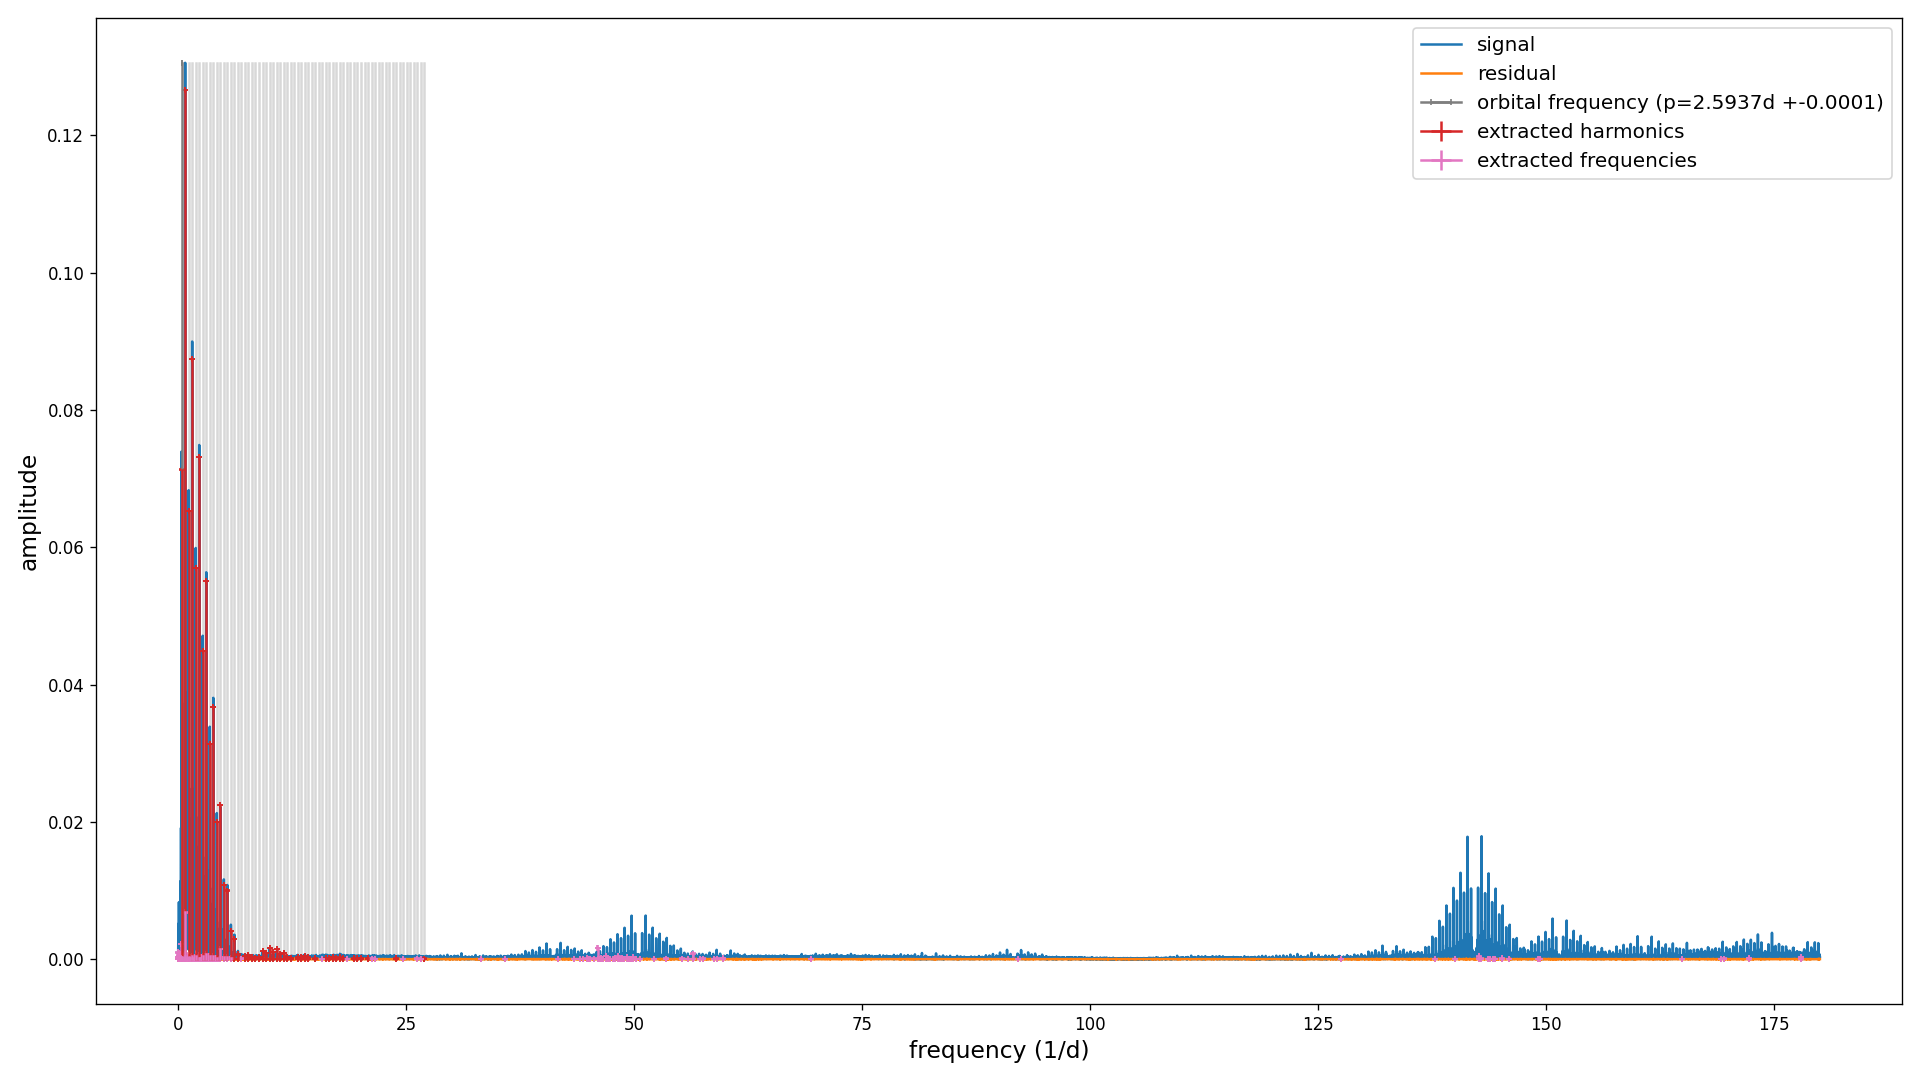 signal
residual
orbital frequency (p=2.5937d +-0.0001)
extracted harmonics
extracted frequencies
0.12
0.10
0.08
0.06
0.04
0.02
0.00
amplitude
0 25 50 75 100 125 150 175
frequency (1/d)